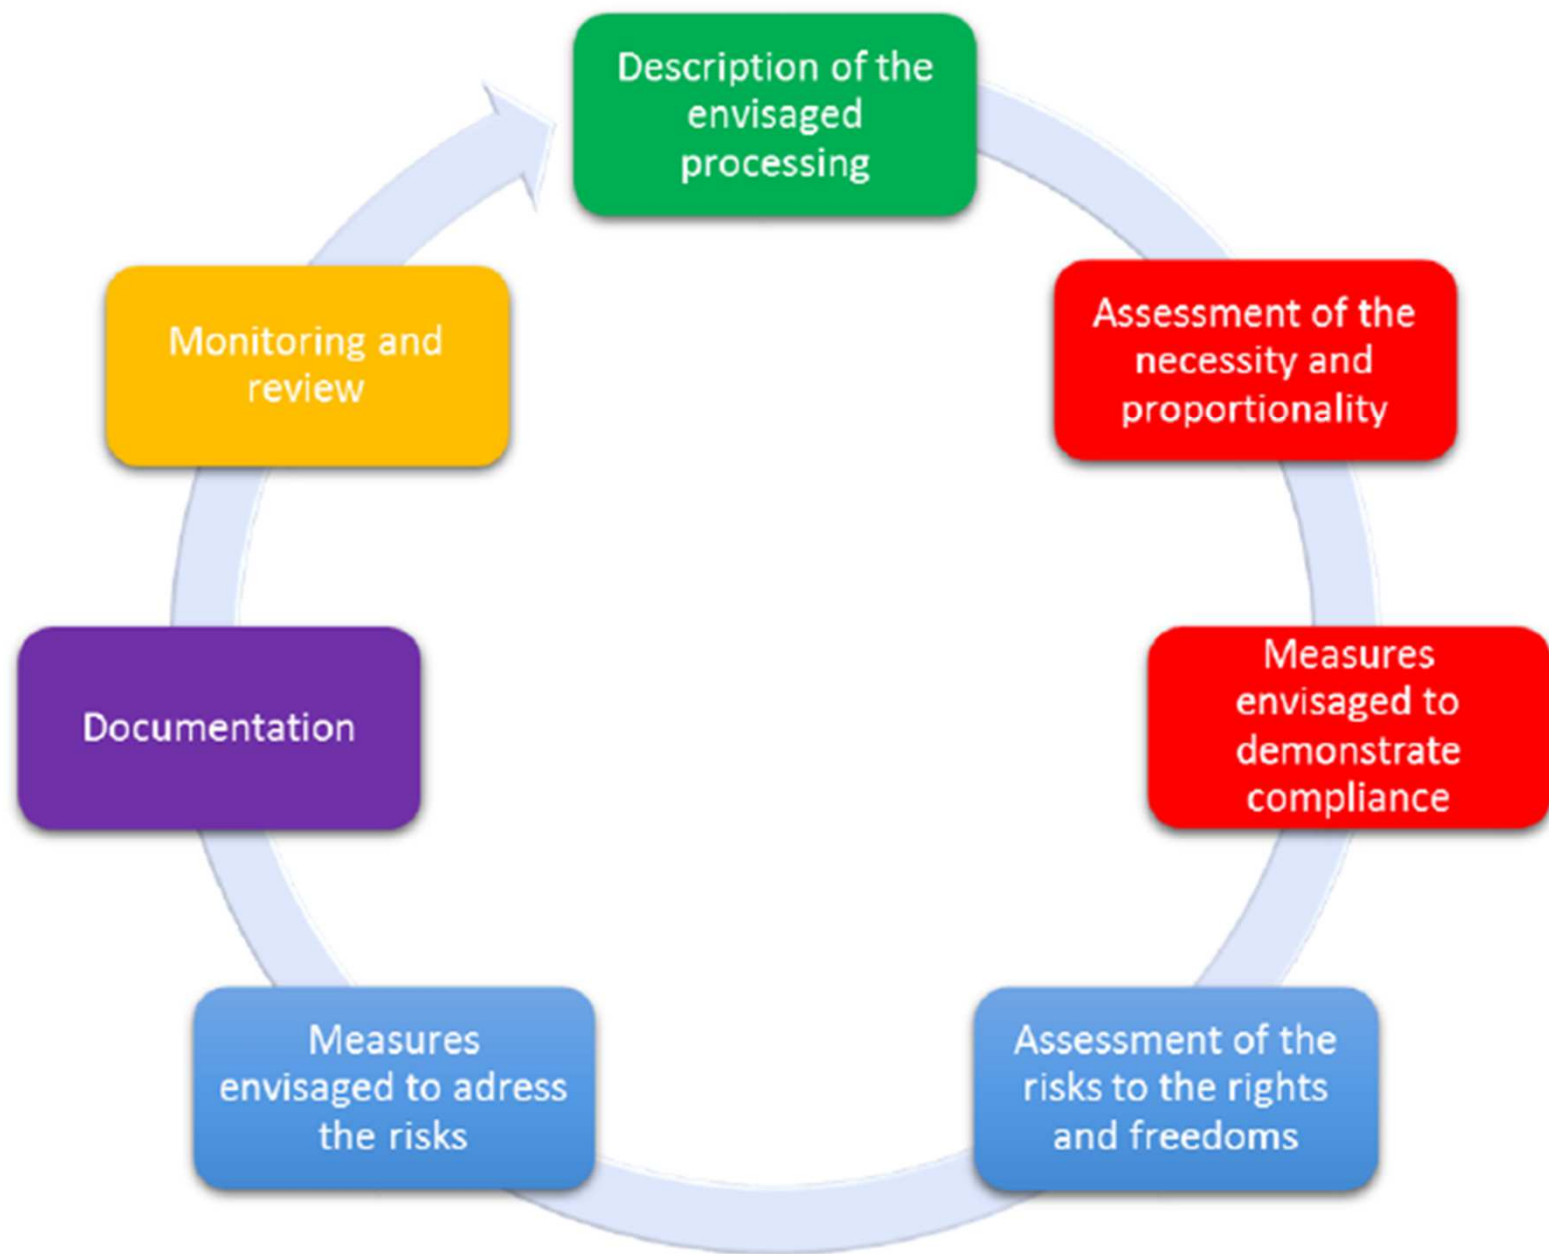 Description of the
envisaged
processing
Assessment of the
necessity and
proportionality
Measures
envisaged to
demonstrate
compliance
Assessment of the
risks to the rights
and freedoms
Measures
envisaged to adress
the risks
Documentation
Monitoring and
review